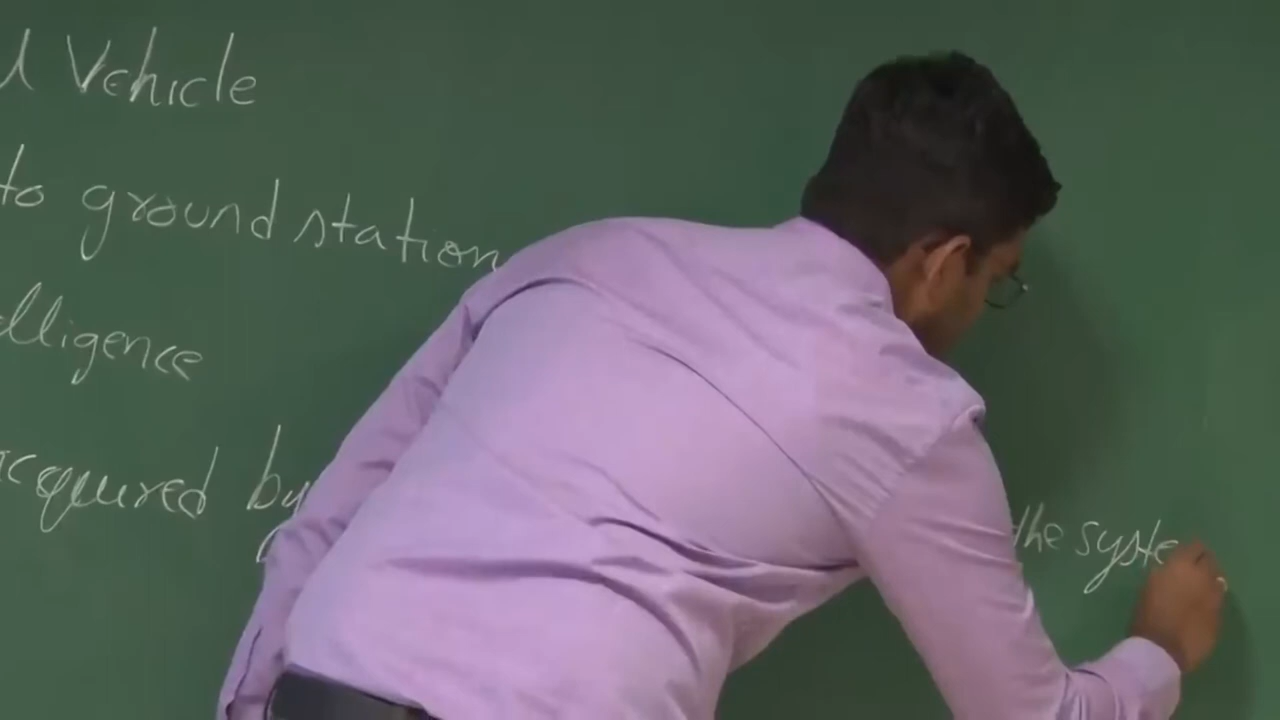 Vehicle
to ground station
elligence
acquired by the syste